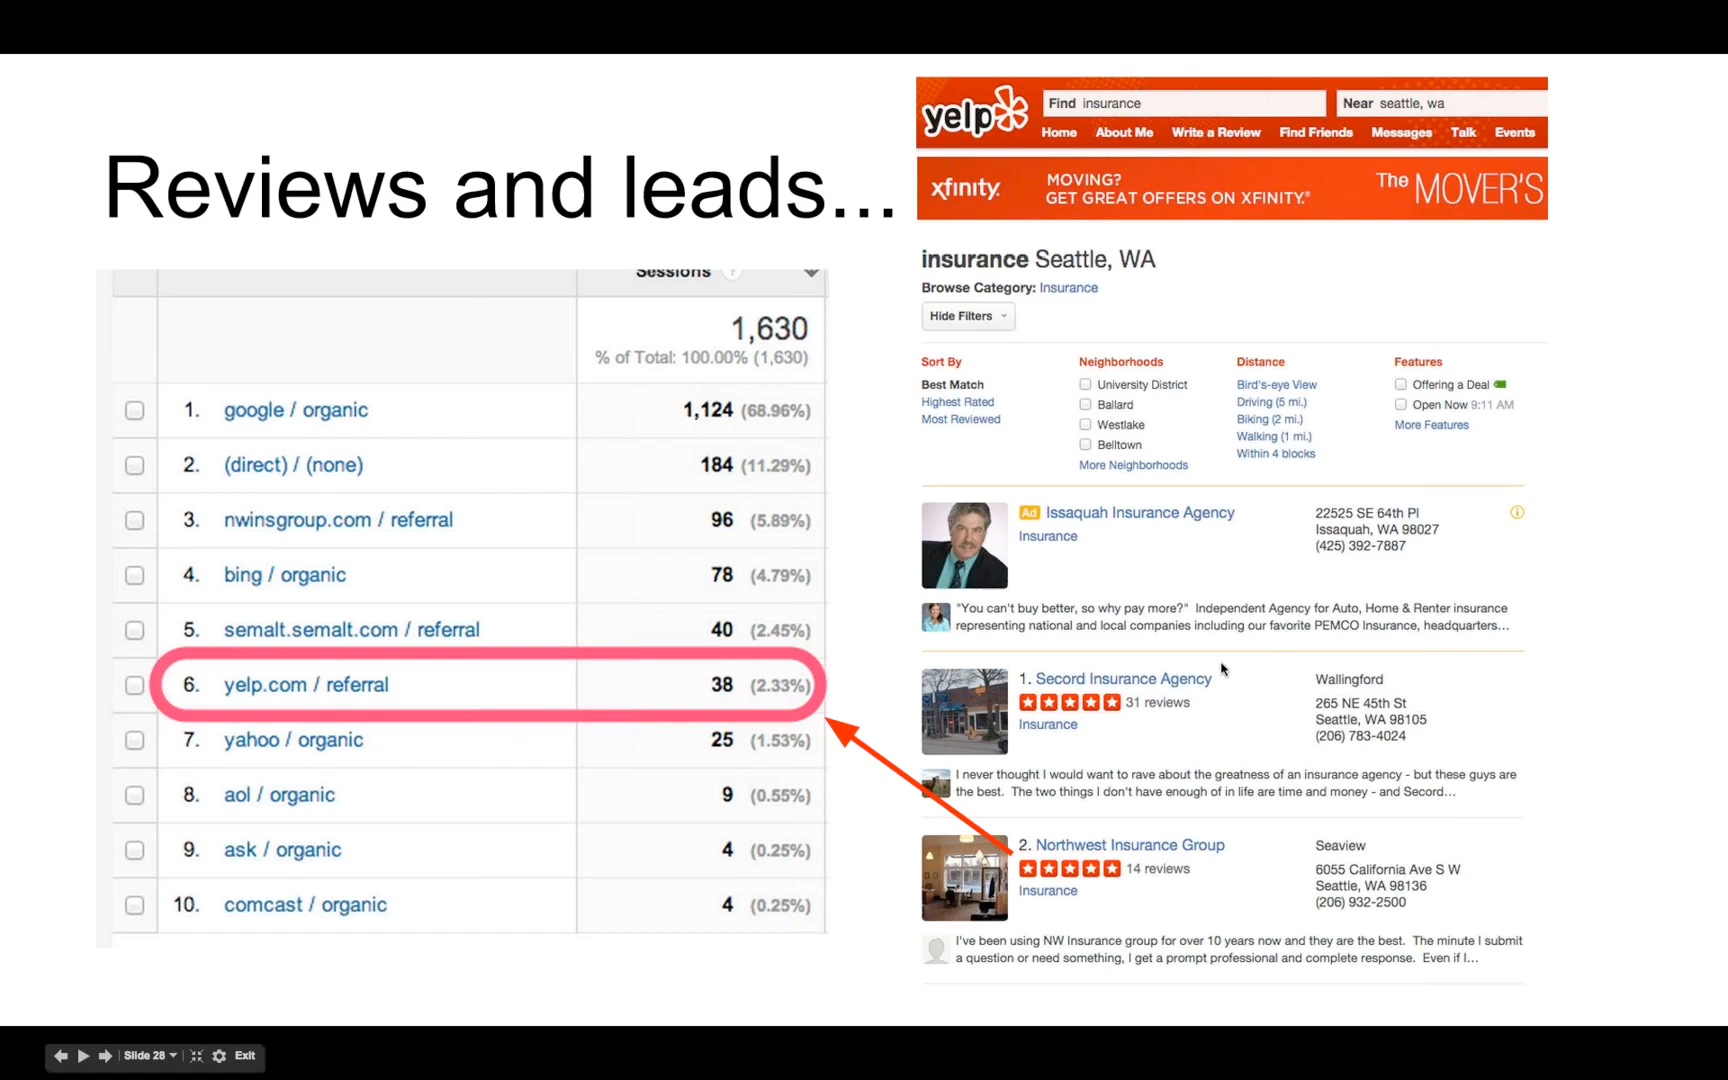 Reviews and leads...
Sessions ?
1,630
% of Total: 100.00% (1,630)
1. google / organic 1,124 (68.96%)
2. (direct) / (none) 184 (11.29%)
3. nwinsgroup.com / referral 96 (5.89%)
4. bing / organic 78 (4.79%)
5. semalt.semalt.com / referral 40 (2.45%)
6. yelp.com / referral 38 (2.33%)
7. yahoo / organic 25 (1.53%)
8. aol / organic 9 (0.55%)
9. ask / organic 4 (0.25%)
10. comcast / organic 4 (0.25%)
yelp
Find insurance
Near seattle, wa
Home About Me Write a Review Find Friends Messages Talk Events
xfinity.
MOVING?
GET GREAT OFFERS ON XFINITY.®
The MOVER'S
insurance Seattle, WA
Browse Category: Insurance
Hide Filters
Sort By
Best Match
Highest Rated
Most Reviewed
Neighborhoods
University District
Ballard
Westlake
Belltown
More Neighborhoods
Distance
Bird's-eye View
Driving (5 mi.)
Biking (2 mi.)
Walking (1 mi.)
Within 4 blocks
Features
Offering a Deal
Open Now 9:11 AM
More Features
Ad Issaquah Insurance Agency
Insurance
22525 SE 64th Pl
Issaquah, WA 98027
(425) 392-7887
"You can't buy better, so why pay more?" Independent Agency for Auto, Home & Renter insurance
representing national and local companies including our favorite PEMCO Insurance, headquarters...
1. Secord Insurance Agency
31 reviews
Insurance
Wallingford
265 NE 45th St
Seattle, WA 98105
(206) 783-4024
I never thought I would want to rave about the greatness of an insurance agency - but these guys are
the best. The two things I don't have enough of in life are time and money - and Secord...
2. Northwest Insurance Group
14 reviews
Insurance
Seaview
6055 California Ave S W
Seattle, WA 98136
(206) 932-2500
I've been using NW Insurance group for over 10 years now and they are the best. The minute I submit
a question or need something, I get a prompt professional and complete response. Even if I...
Slide 28
Exit